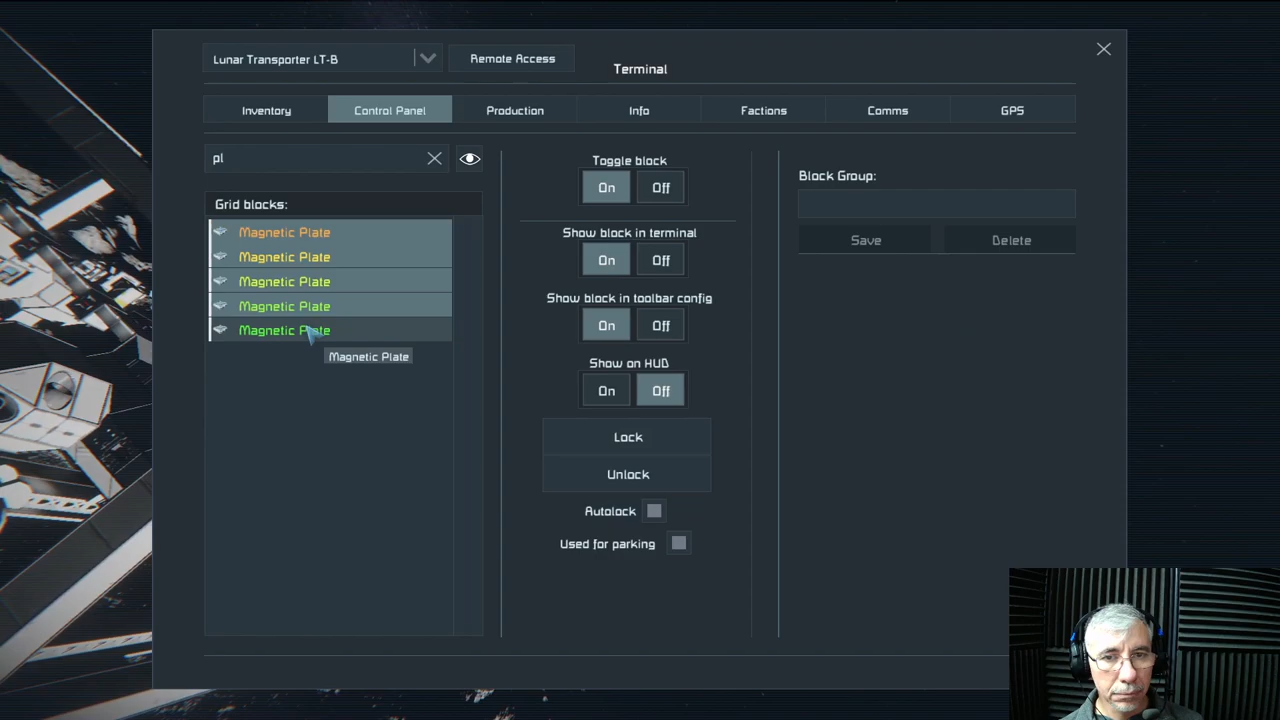 Lunar Transporter LT-B
Remote Access
Terminal
Inventory
Control Panel
Production
Info
Factions
Comms
GPS
pl
Grid blocks:
Magnetic Plate
Magnetic Plate
Magnetic Plate
Magnetic Plate
Magnetic Plate
Magnetic Plate
Toggle block
On Off
Show block in terminal
On Off
Show block in toolbar config
On Off
Show on HUD
On Off
Lock
Unlock
Autolock
Used for parking
Block Group:
Save
Delete